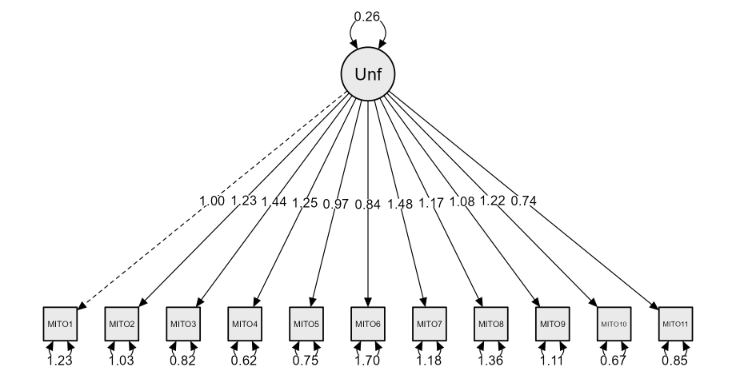 0.26
Unf
1.00 1.23 1.44 1.25 0.97 0.84 1.48 1.17 1.08 1.22 0.74
MITO1 MITO2 MITO3 MITO4 MITO5 MITO6 MITO7 MITO8 MITO9 MITO10 MITO11
1.23 1.03 0.82 0.62 0.75 1.70 1.18 1.36 1.11 0.67 0.85